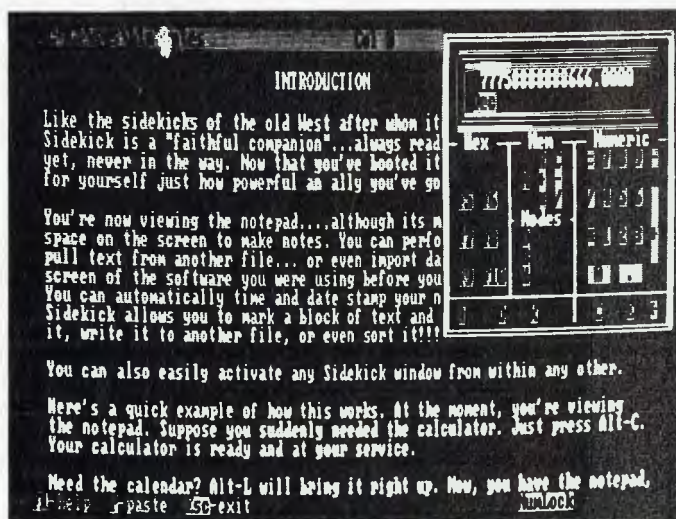 INTRODUCTION
Like the sidekicks of the old West after whom it
Sidekick is a "faithful companion"...always read
yet, never in the way. Now that you've booted it
for yourself just how powerful an ally you've go
You're now viewing the notepad....although its m
space on the screen to make notes. You can perfo
pull text from another file... or even import da
screen of the software you were using before you
You can automatically time and date stamp your n
Sidekick allows you to mark a block of text and
it, write it to another file, or even sort it!!!
Hex Mem Numeric
Modes
You can also easily activate any Sidekick window from within any other.
Here's a quick example of how this works. At the moment, you're viewing
the notepad. Suppose you suddenly needed the calculator. Just press Alt-C.
Your calculator is ready and at your service.
Need the calendar? Alt-L will bring it right up. Now, you have the notepad,
-help -paste Esc-exit NumLock